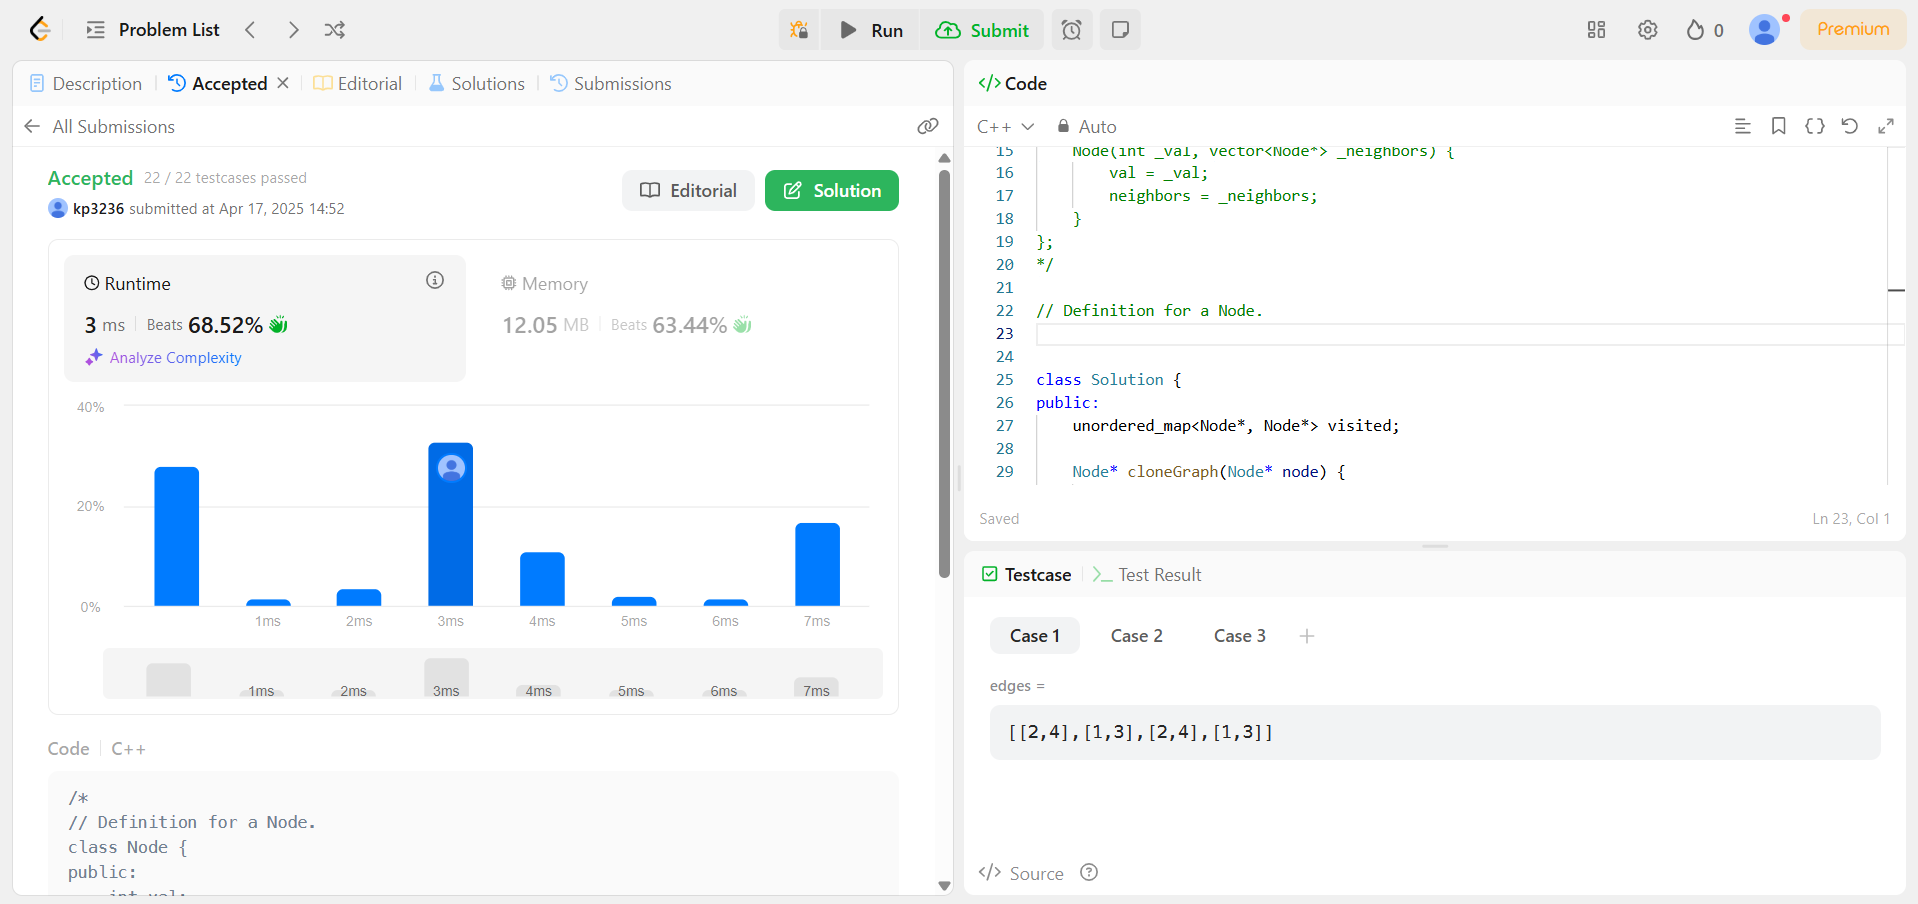 Problem List
Run
Submit
0
Premium
Description
Accepted
Editorial
Solutions
Submissions
All Submissions
Accepted 22 / 22 testcases passed
kp3236 submitted at Apr 17, 2025 14:52
Editorial
Solution
Runtime
3 ms Beats 68.52%
Analyze Complexity
Memory
12.05 MB Beats 63.44%
40%
20%
0%
1ms 2ms 3ms 4ms 5ms 6ms 7ms
1ms 2ms 3ms 4ms 5ms 6ms 7ms
Code C++
/*
// Definition for a Node.
class Node {
public:
int val;
</> Code
C++ Auto
15 Node(int _val, vector<Node*> _neighbors) {
16 val = _val;
17 neighbors = _neighbors;
18 }
19 };
20 */
21
22 // Definition for a Node.
23
24
25 class Solution {
26 public:
27 unordered_map<Node*, Node*> visited;
28
29 Node* cloneGraph(Node* node) {
Saved
Ln 23, Col 1
Testcase
Test Result
Case 1 Case 2 Case 3 +
edges =
[[2,4],[1,3],[2,4],[1,3]]
</> Source